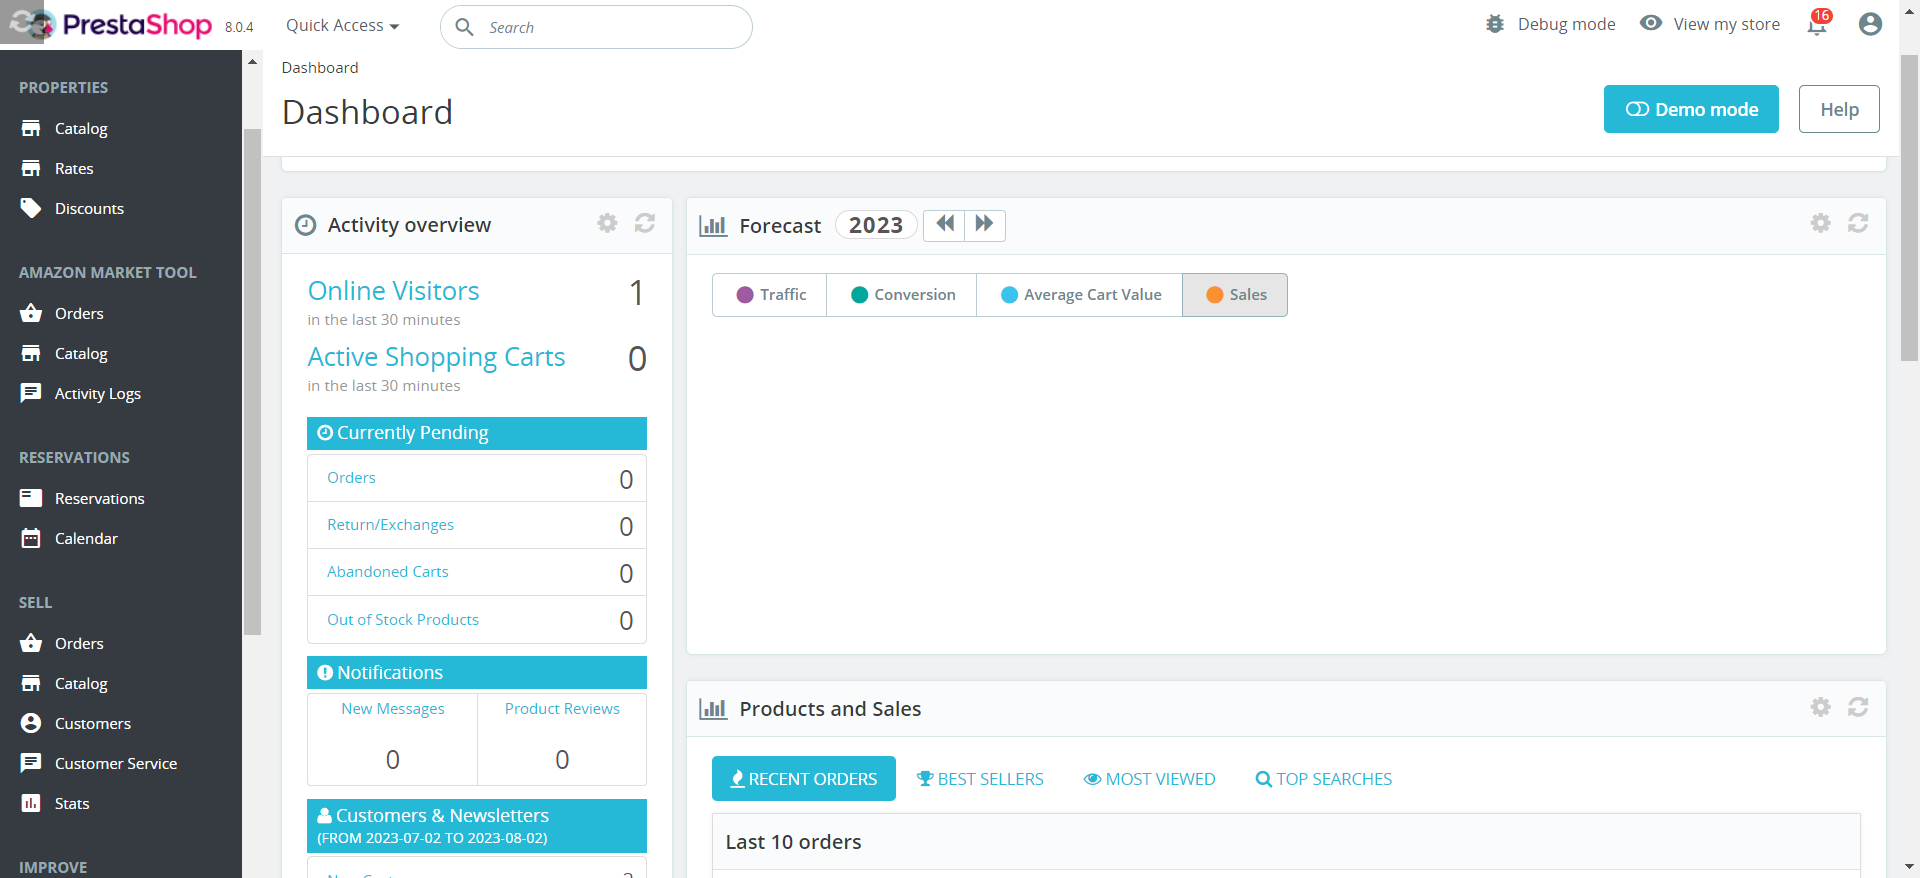 PrestaShop 8.0.4
Quick Access
Search
Debug mode
View my store
16
Dashboard
Dashboard
Demo mode
Help
PROPERTIES
Catalog
Rates
Discounts
AMAZON MARKET TOOL
Orders
Catalog
Activity Logs
RESERVATIONS
Reservations
Calendar
SELL
Orders
Catalog
Customers
Customer Service
Stats
IMPROVE
Activity overview
Online Visitors 1
in the last 30 minutes
Active Shopping Carts 0
in the last 30 minutes
Currently Pending
Orders 0
Return/Exchanges 0
Abandoned Carts 0
Out of Stock Products 0
Notifications
New Messages Product Reviews
0 0
Customers & Newsletters
(FROM 2023-07-02 TO 2023-08-02)
Forecast 2023
Traffic Conversion Average Cart Value Sales
Products and Sales
RECENT ORDERS BEST SELLERS MOST VIEWED TOP SEARCHES
Last 10 orders